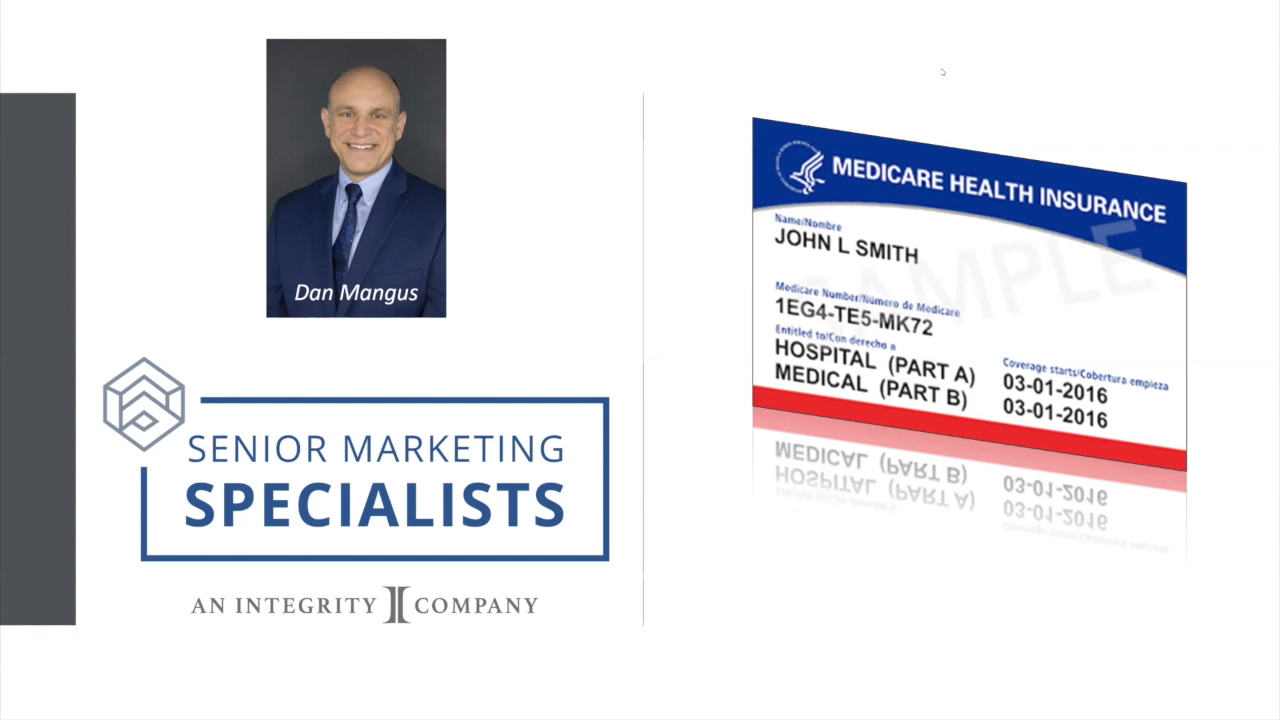 Dan Mangus
SENIOR MARKETING
SPECIALISTS
AN INTEGRITY COMPANY
MEDICARE HEALTH INSURANCE
SAMPLE
Name/Nombre
JOHN L SMITH
Medicare Number/Número de Medicare
1EG4-TE5-MK72
Entitled to/Con derecho a
HOSPITAL (PART A)
MEDICAL (PART B)
Coverage starts/Cobertura empieza
03-01-2016
03-01-2016